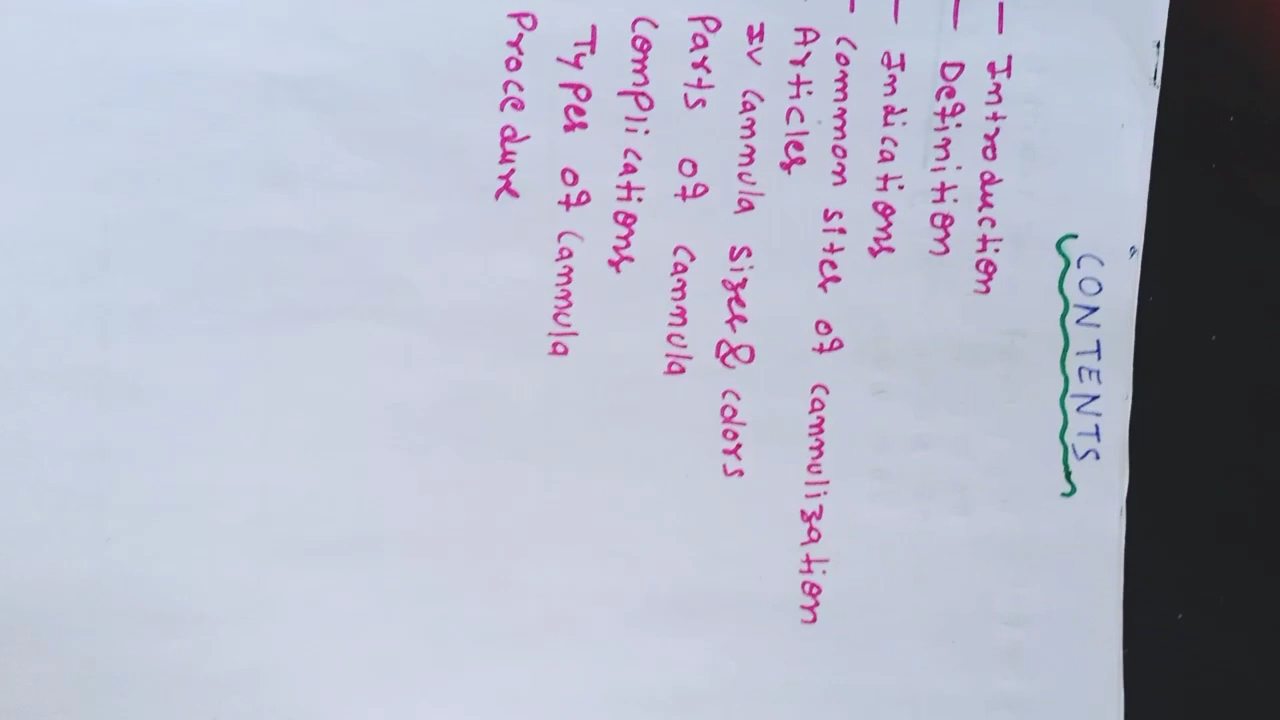 CONTENTS
- Introduction
- Definition
- Indications
- Common sites of cannulization
Articles
IV cannula sizes & colors
Parts of cannula
Complications
Types of cannula
Procedure